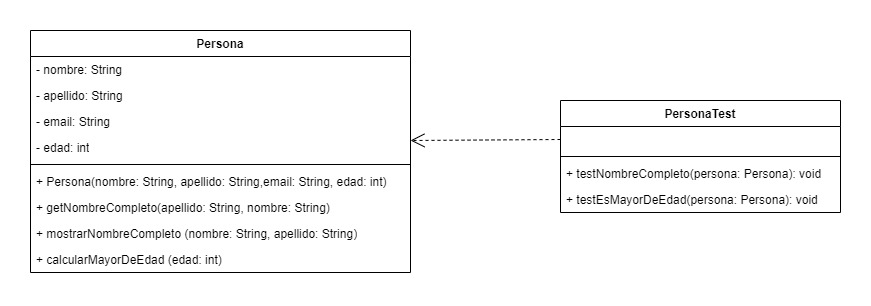 Persona
- nombre: String
- apellido: String
- email: String
- edad: int
+ Persona(nombre: String, apellido: String,email: String, edad: int)
+ getNombreCompleto(apellido: String, nombre: String)
+ mostrarNombreCompleto (nombre: String, apellido: String)
+ calcularMayorDeEdad (edad: int)
PersonaTest
+ testNombreCompleto(persona: Persona): void
+ testEsMayorDeEdad(persona: Persona): void